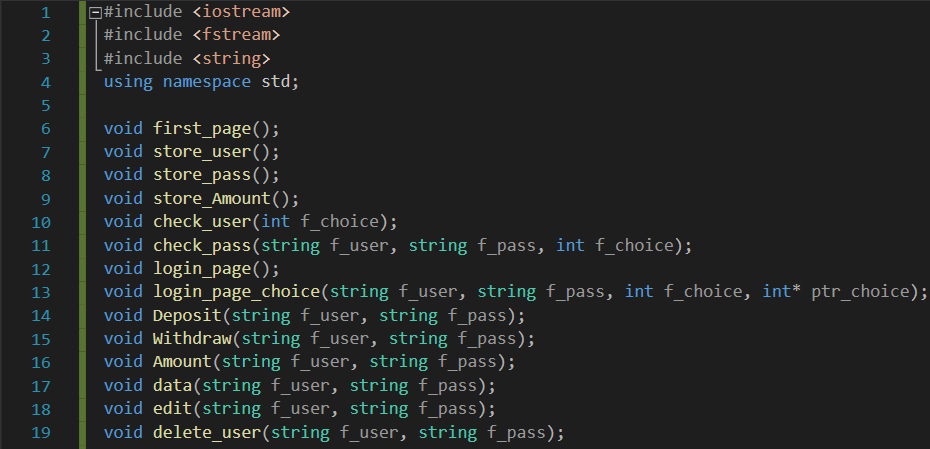 1 #include <iostream>
2 #include <fstream>
3 #include <string>
4 using namespace std;
5
6 void first_page();
7 void store_user();
8 void store_pass();
9 void store_Amount();
10 void check_user(int f_choice);
11 void check_pass(string f_user, string f_pass, int f_choice);
12 void login_page();
13 void login_page_choice(string f_user, string f_pass, int f_choice, int* ptr_choice);
14 void Deposit(string f_user, string f_pass);
15 void Withdraw(string f_user, string f_pass);
16 void Amount(string f_user, string f_pass);
17 void data(string f_user, string f_pass);
18 void edit(string f_user, string f_pass);
19 void delete_user(string f_user, string f_pass);